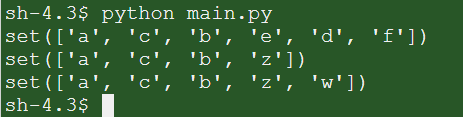 sh-4.3$ python main.py
set(['a', 'c', 'b', 'e', 'd', 'f'])
set(['a', 'c', 'b', 'z'])
set(['a', 'c', 'b', 'z', 'w'])
sh-4.3$